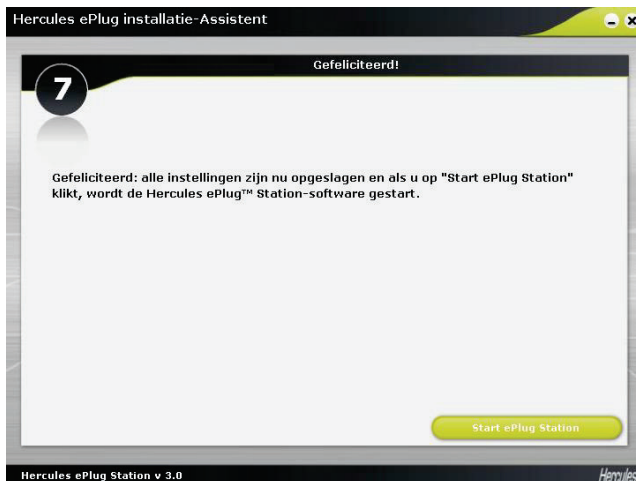 Hercules ePlug installatie-Assistent
Gefeliciteerd!
7
Gefeliciteerd: alle instellingen zijn nu opgeslagen en als u op "Start ePlug Station"
klikt, wordt de Hercules ePlug™ Station-software gestart.
Start ePlug Station
Hercules ePlug Station v 3.0
Hercules